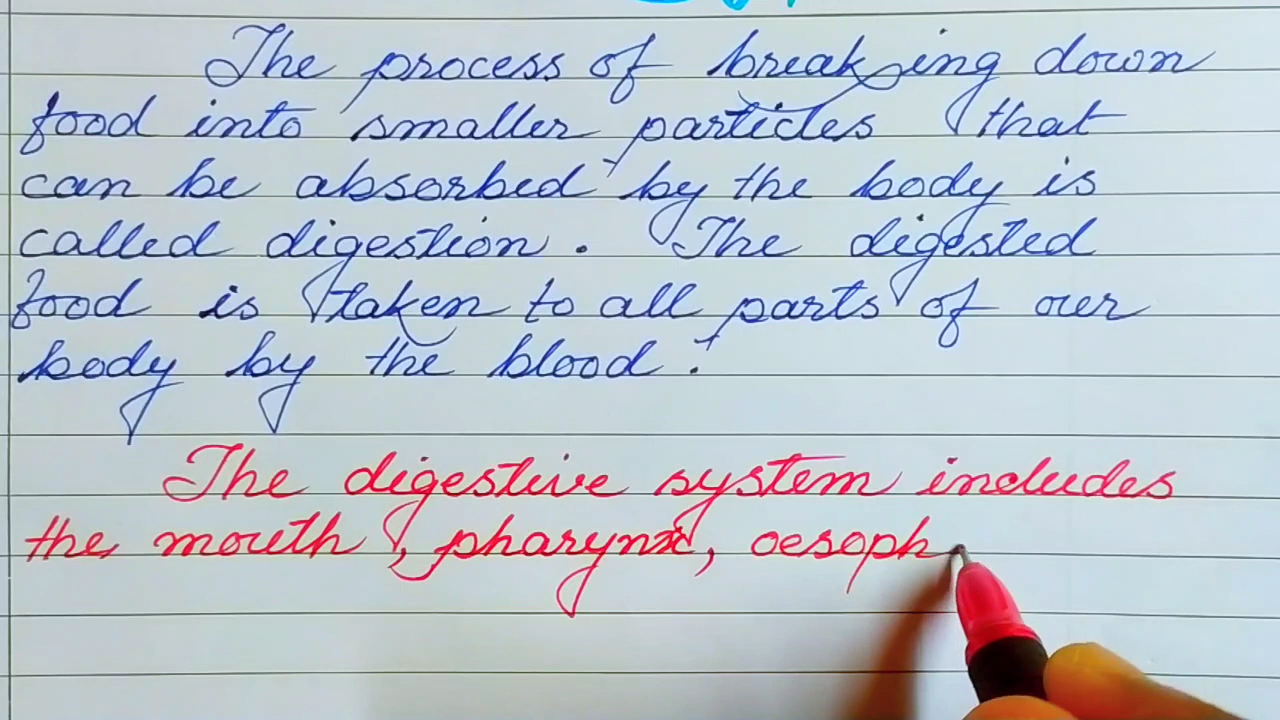 The process of breaking down
food into smaller particles that
can be absorbed by the body is
called digestion. The digested
food is taken to all parts of our
body by the blood.
The digestive system includes
the mouth, pharynx, oesoph